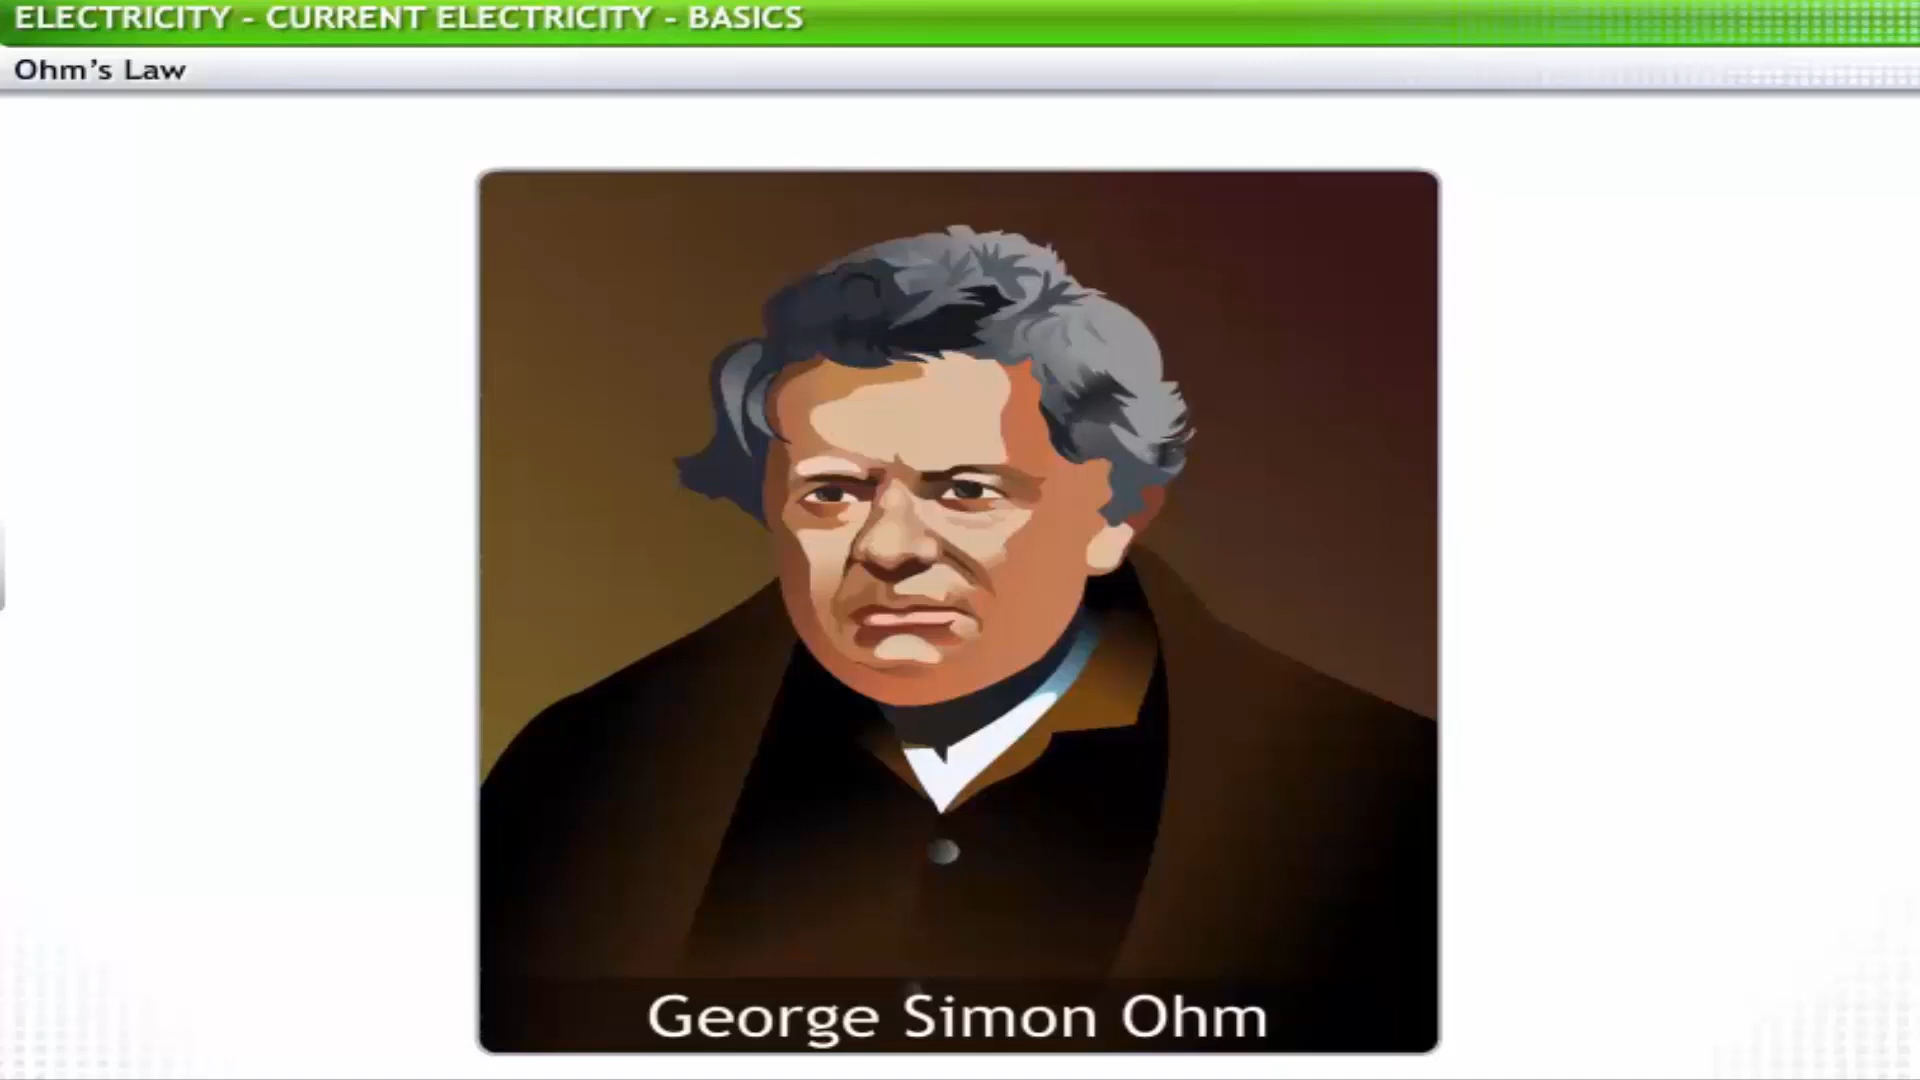 ELECTRICITY - CURRENT ELECTRICITY - BASICS
Ohm's Law
George Simon Ohm